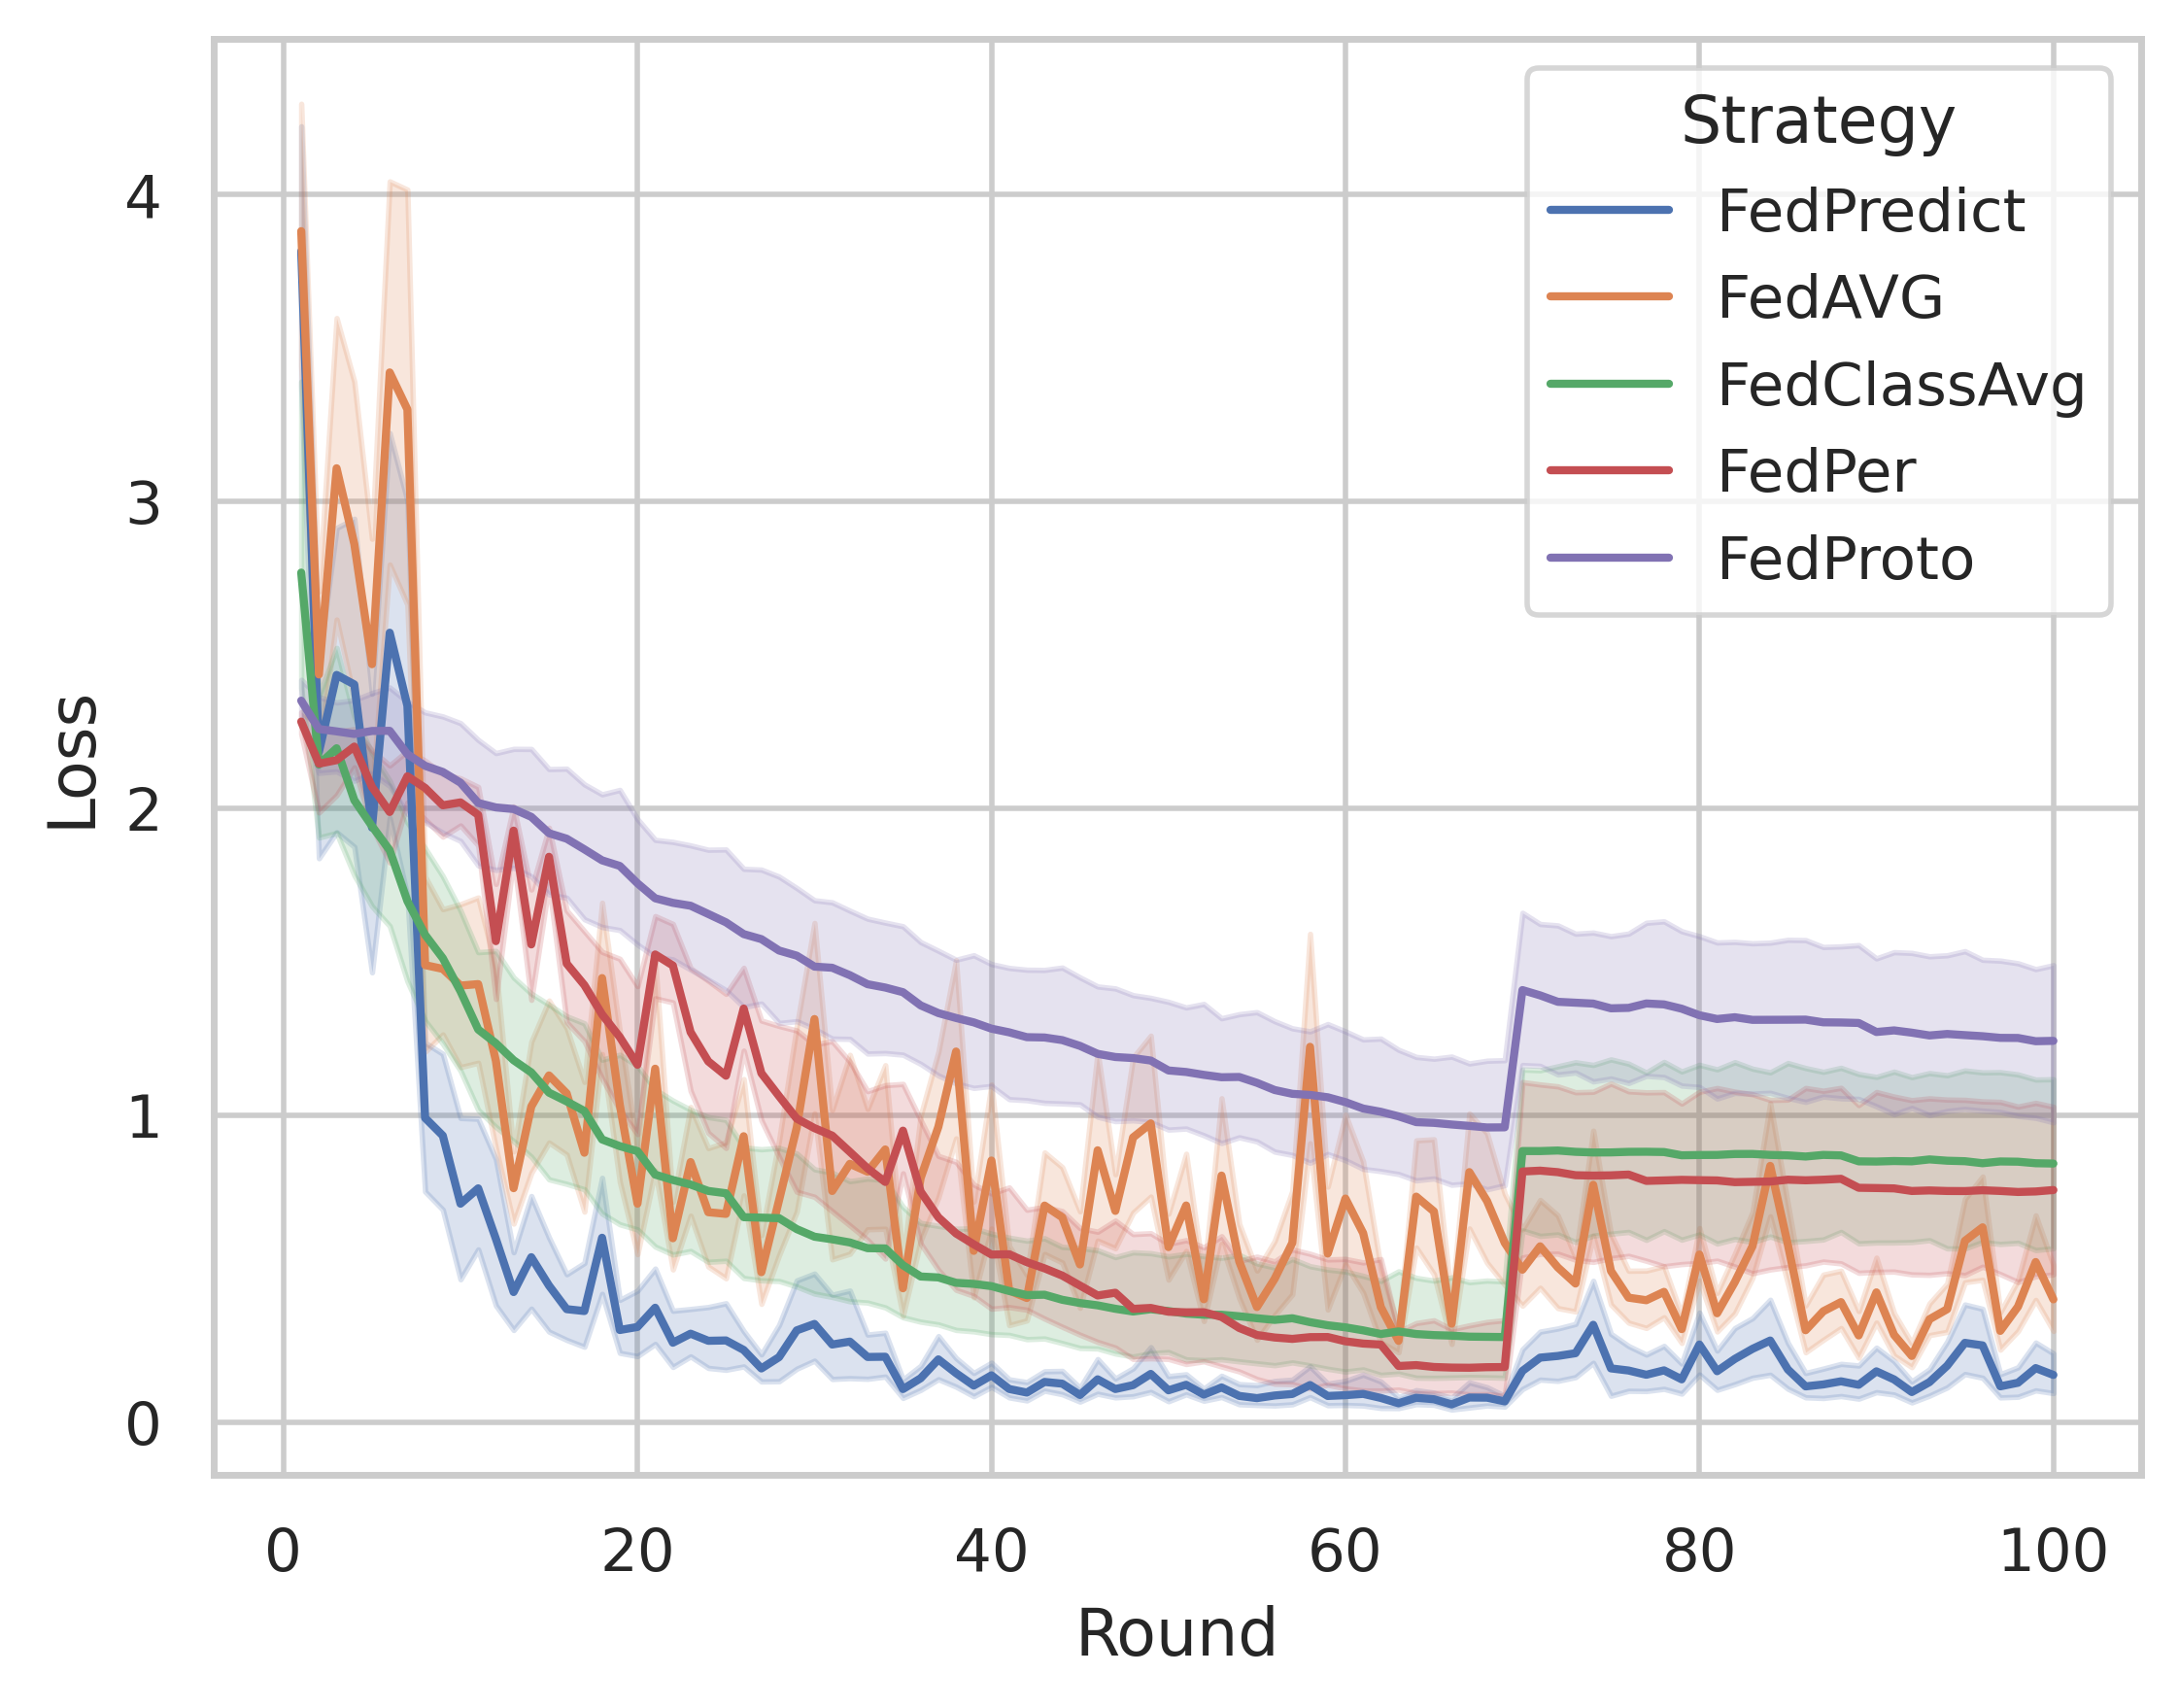 Strategy
FedPredict
FedAVG
FedClassAvg
FedPer
FedProto
Loss
4
3
2
1
0
0 20 40 60 80 100
Round